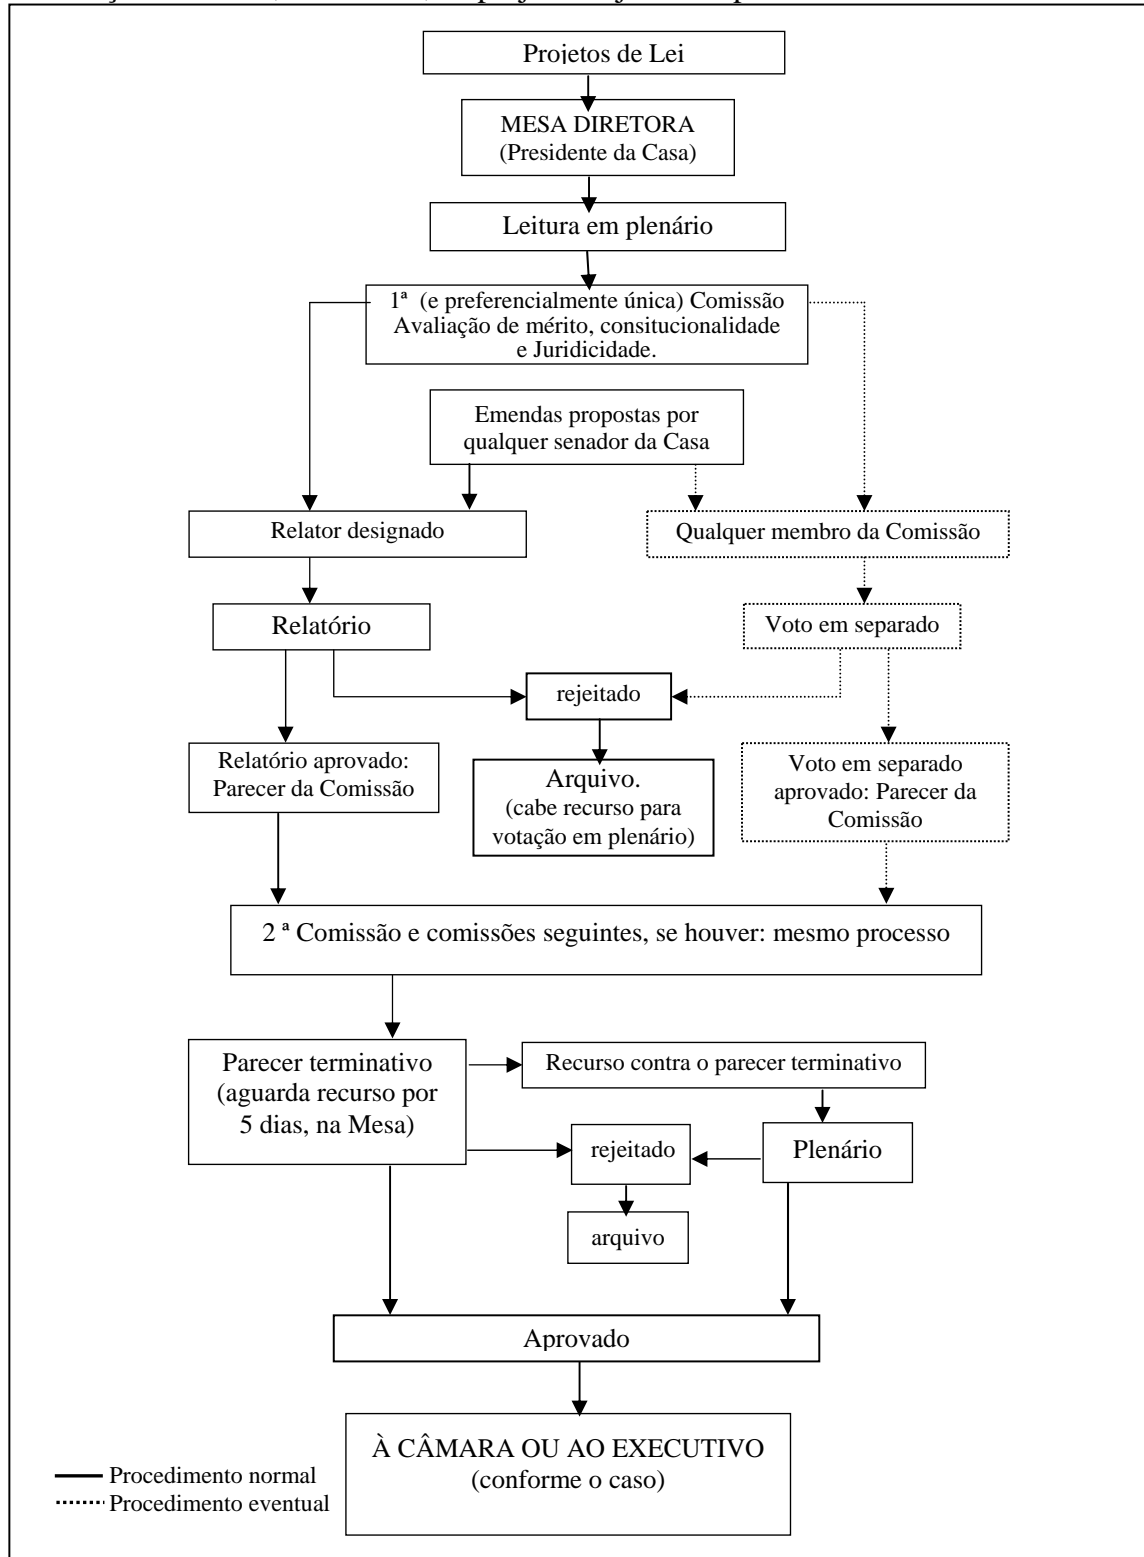 Projetos de Lei
MESA DIRETORA
(Presidente da Casa)
Leitura em plenário
1ª (e preferencialmente única) Comissão
Avaliação de mérito, consitucionalidade
e Juridicidade.
Emendas propostas por
qualquer senador da Casa
Relator designado
Qualquer membro da Comissão
Relatório
Voto em separado
rejeitado
Relatório aprovado:
Parecer da Comissão
Arquivo.
(cabe recurso para
votação em plenário)
Voto em separado
aprovado: Parecer da
Comissão
2 ª Comissão e comissões seguintes, se houver: mesmo processo
Parecer terminativo
(aguarda recurso por
5 dias, na Mesa)
Recurso contra o parecer terminativo
rejeitado
Plenário
arquivo
Aprovado
À CÂMARA OU AO EXECUTIVO
(conforme o caso)
Procedimento normal
Procedimento eventual